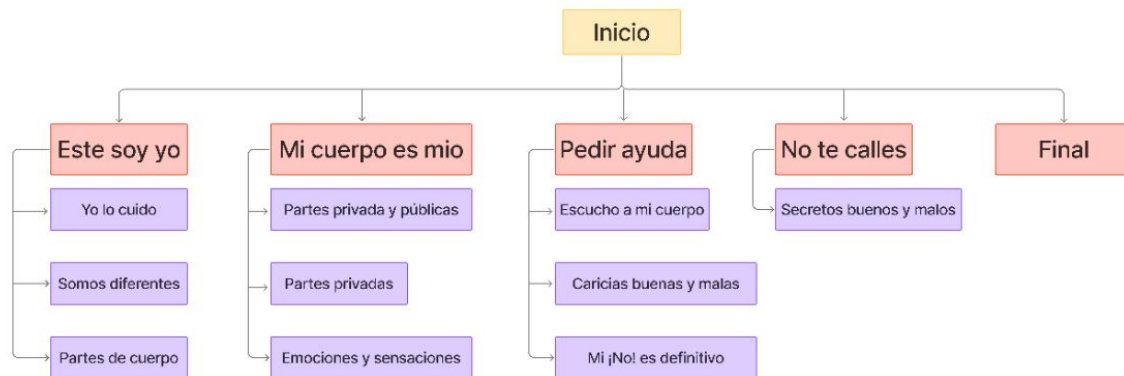 Inicio
Este soy yo
Mi cuerpo es mio
Pedir ayuda
No te calles
Final
Yo lo cuido
Partes privada y públicas
Escucho a mi cuerpo
Secretos buenos y malos
Somos diferentes
Partes privadas
Caricias buenas y malas
Partes de cuerpo
Emociones y sensaciones
Mi ¡No! es definitivo